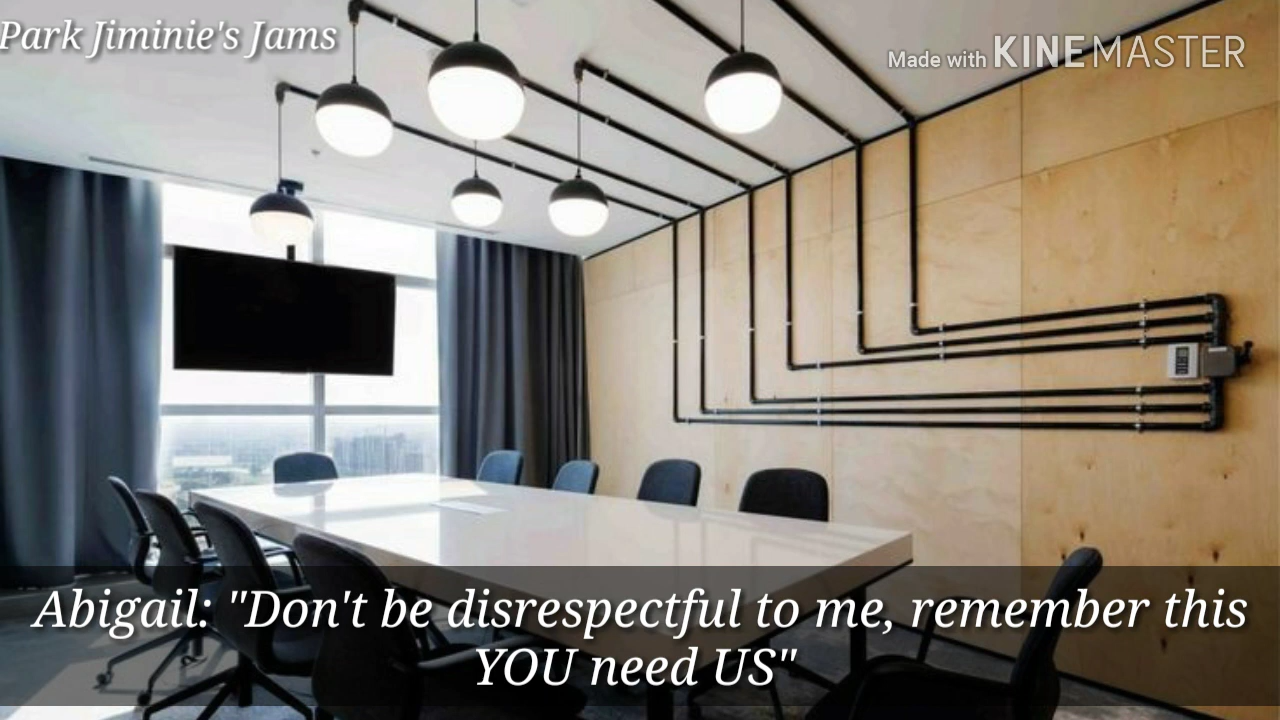 Park Jiminie's Jams
Made with KINEMASTER
Abigail: "Don't be disrespectful to me, remember this
YOU need US"